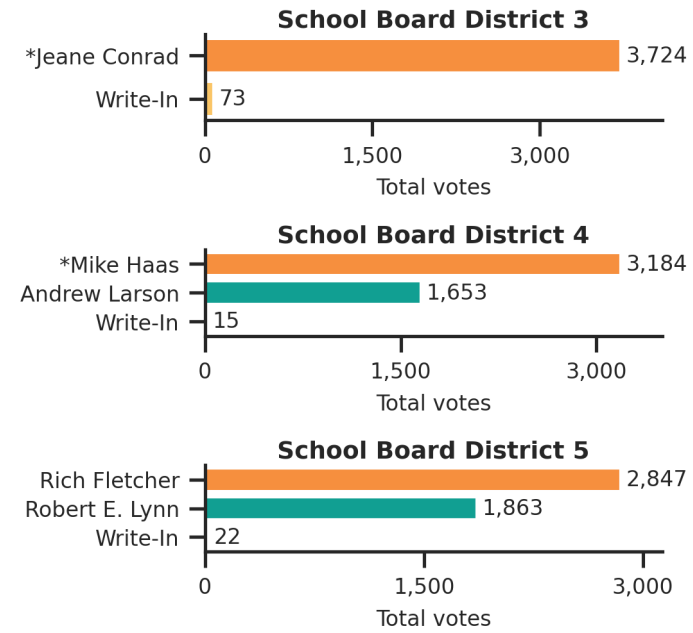 School Board District 3
*Jeane Conrad 3,724
Write-In 73
0 1,500 3,000
Total votes
School Board District 4
*Mike Haas 3,184
Andrew Larson 1,653
Write-In 15
0 1,500 3,000
Total votes
School Board District 5
Rich Fletcher 2,847
Robert E. Lynn 1,863
Write-In 22
0 1,500 3,000
Total votes